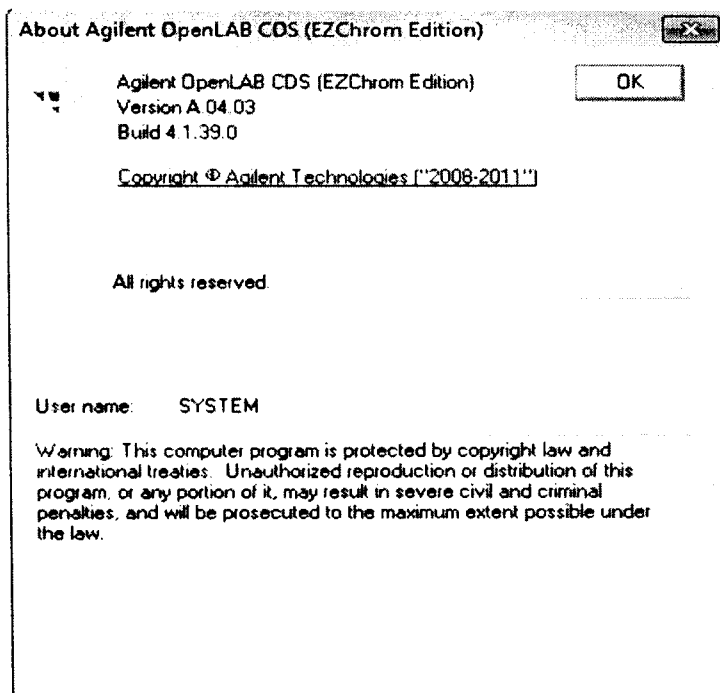 About Agilent OpenLAB CDS (EZChrom Edition)
Agilent OpenLAB CDS (EZChrom Edition)
OK
Version A.04.03
Build 4.1.39.0
Copyright © Agilent Technologies ["2008-2011"]
All rights reserved.
User name: SYSTEM
Warning: This computer program is protected by copyright law and
international treaties. Unauthorized reproduction or distribution of this
program, or any portion of it, may result in severe civil and criminal
penalties, and will be prosecuted to the maximum extent possible under
the law.